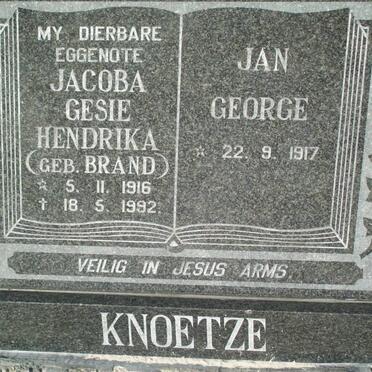 MY DIERBARE
EGGENOTE
JACOBA
GESIE
HENDRIKA
(GEB. BRAND)
☆ 5. 11. 1916
† 18. 5. 1992
JAN
GEORGE
☆ 22. 9. 1917
VEILIG IN JESUS ARMS
KNOETZE